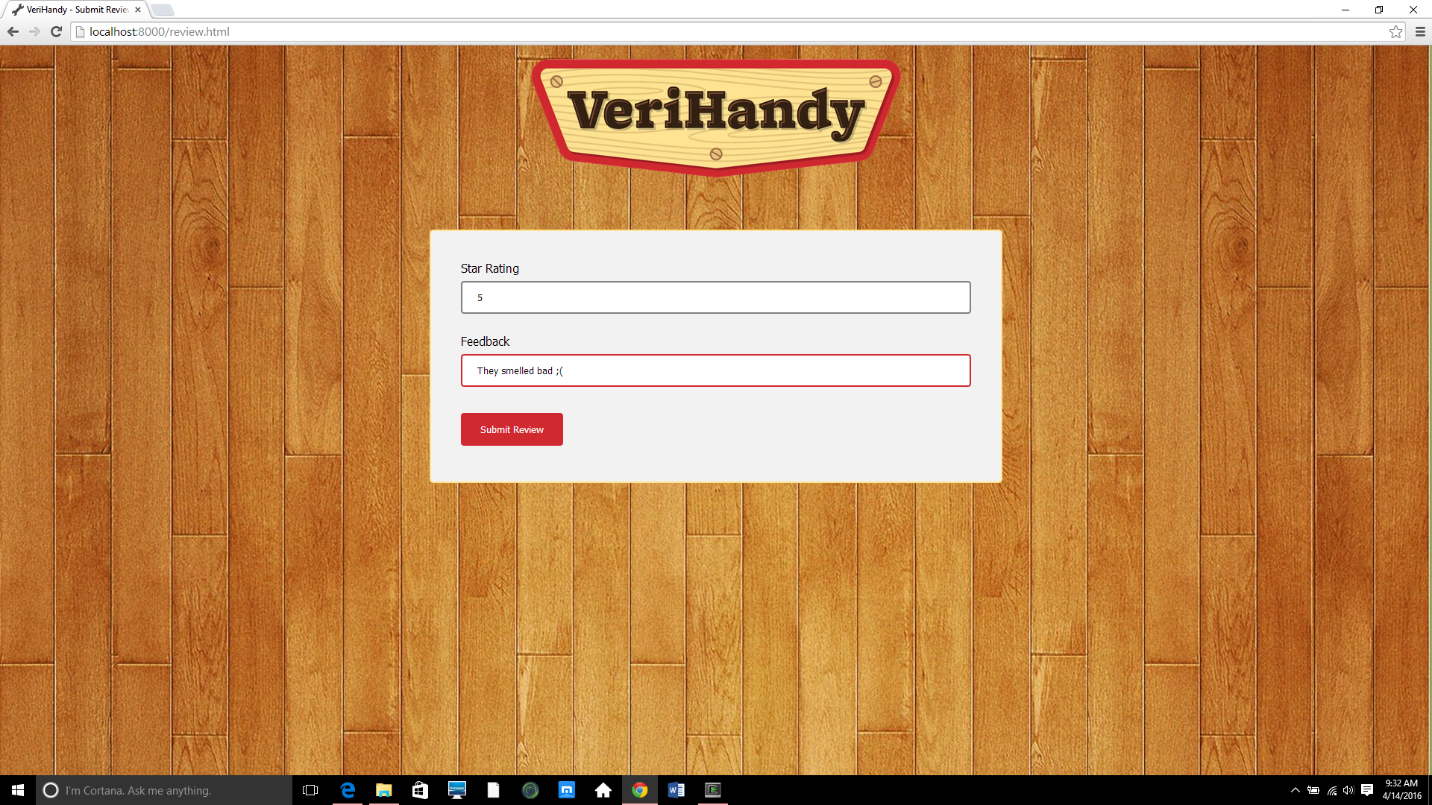 VeriHandy - Submit Revie
localhost:8000/review.html
VeriHandy
Star Rating
5
Feedback
They smelled bad ;(
Submit Review
I'm Cortana. Ask me anything.
9:32 AM
4/14/2016